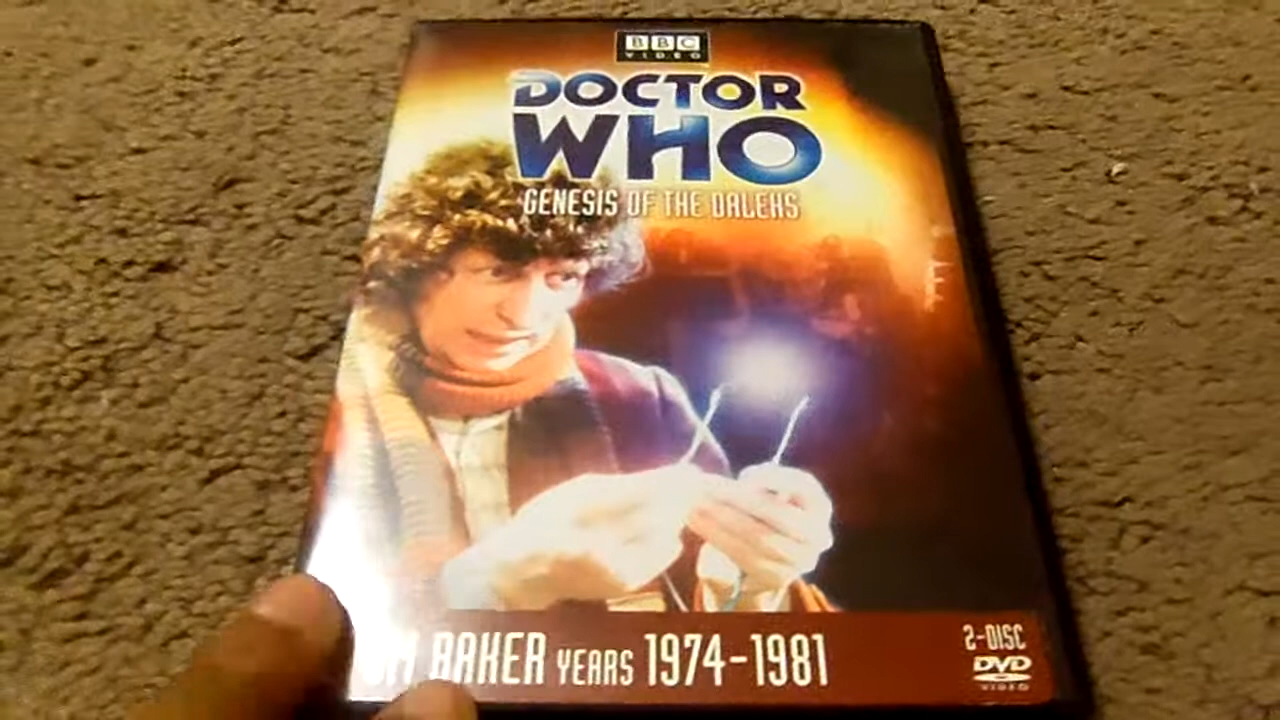 BBC
VIDEO
DOCTOR
WHO
GENESIS OF THE DALEKS
BAKER YEARS 1974-1981
2-DISC
DVD
VIDEO